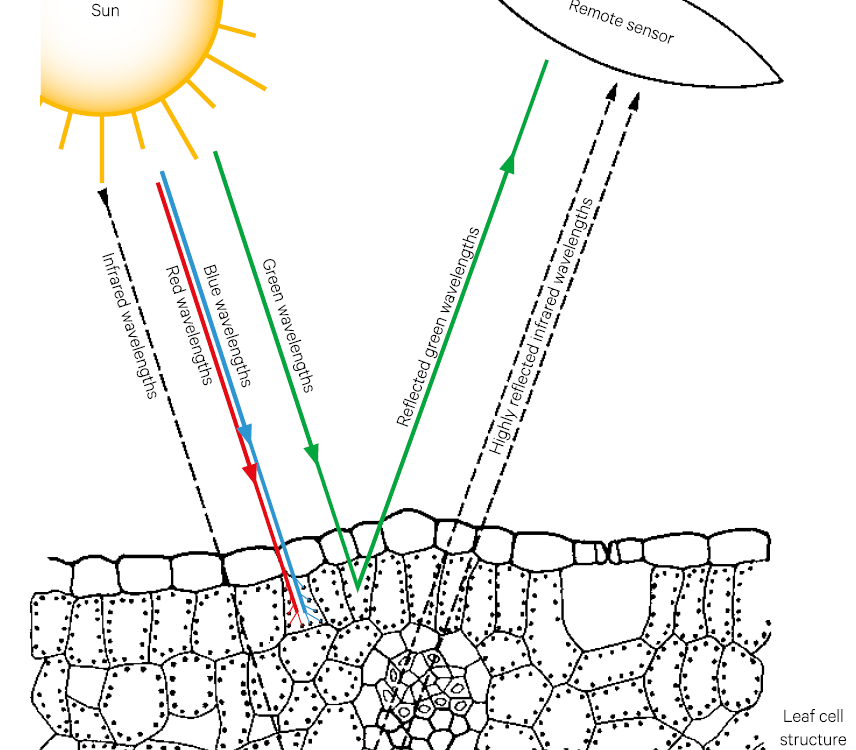 Sun
Remote sensor
Infrared wavelengths
Red wavelengths
Blue wavelengths
Green wavelengths
Reflected green wavelengths
Highly reflected infrared wavelengths
Leaf cell
structure